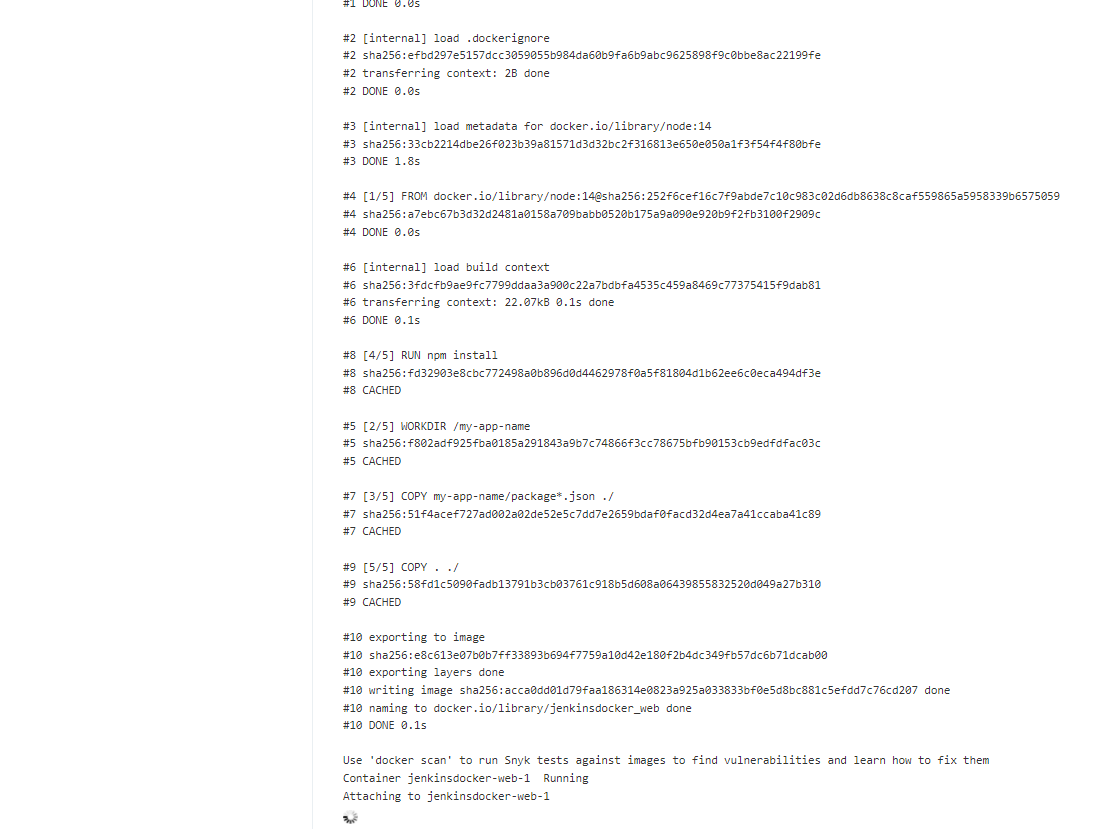 #1 DONE 0.0s
#2 [internal] load .dockerignore
#2 sha256:efbd297e5157dcc3059055b984da60b9fa6b9abc9625898f9c0bbe8ac22199fe
#2 transferring context: 2B done
#2 DONE 0.0s
#3 [internal] load metadata for docker.io/library/node:14
#3 sha256:33cb2214dbe26f023b39a81571d3d32bc2f316813e650e050a1f3f54f4f80bfe
#3 DONE 1.8s
#4 [1/5] FROM docker.io/library/node:14@sha256:252f6cef16c7f9abde7c10c983c02d6db8638c8caf559865a5958339b6575059
#4 sha256:a7ebc67b3d32d2481a0158a709babb0520b175a9a090e920b9f2fb3100f2909c
#4 DONE 0.0s
#6 [internal] load build context
#6 sha256:3fdcfb9ae9fc7799ddaa3a900c22a7bdbfa4535c459a8469c77375415f9dab81
#6 transferring context: 22.07kB 0.1s done
#6 DONE 0.1s
#8 [4/5] RUN npm install
#8 sha256:fd32903e8cbc772498a0b896d0d4462978f0a5f81804d1b62ee6c0eca494df3e
#8 CACHED
#5 [2/5] WORKDIR /my-app-name
#5 sha256:f802adf925fba0185a291843a9b7c74866f3cc78675bfb90153cb9edfdfac03c
#5 CACHED
#7 [3/5] COPY my-app-name/package*.json ./
#7 sha256:51f4acef727ad002a02de52e5c7dd7e2659bdaf0facd32d4ea7a41ccaba41c89
#7 CACHED
#9 [5/5] COPY . ./
#9 sha256:58fd1c5090fadb13791b3cb03761c918b5d608a06439855832520d049a27b310
#9 CACHED
#10 exporting to image
#10 sha256:e8c613e07b0b7ff33893b694f7759a10d42e180f2b4dc349fb57dc6b71dcab00
#10 exporting layers done
#10 writing image sha256:acca0dd01d79faa186314e0823a925a033833bf0e5d8bc881c5efdd7c76cd207 done
#10 naming to docker.io/library/jenkinsdocker_web done
#10 DONE 0.1s
Use 'docker scan' to run Snyk tests against images to find vulnerabilities and learn how to fix them
Container jenkinsdocker-web-1  Running
Attaching to jenkinsdocker-web-1